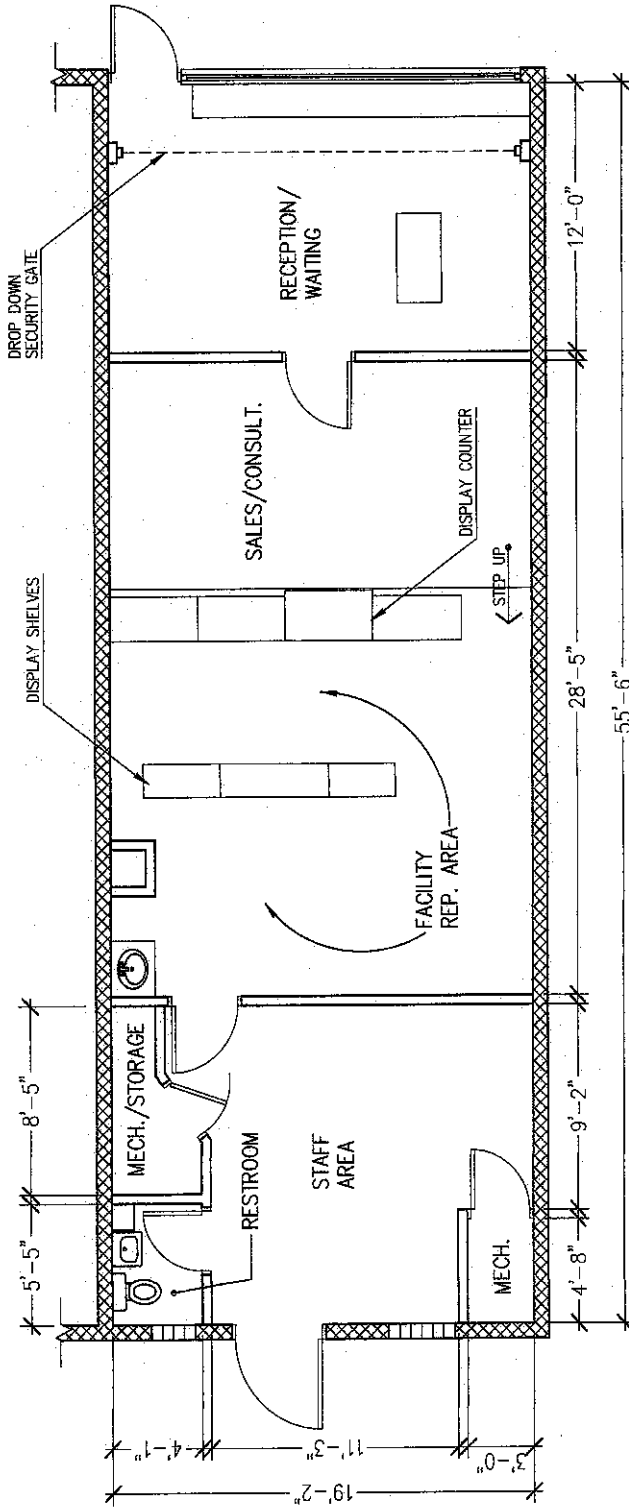 DROP DOWN
SECURITY GATE
RECEPTION/
WAITING
12'-0"
SALES/CONSULT.
DISPLAY COUNTER
STEP UP
DISPLAY SHELVES
28'-5"
55'-6"
FACILITY
REP. AREA
MECH./STORAGE
8'-5"
5'-5"
RESTROOM
STAFF
AREA
9'-2"
MECH.
4'-8"
4'-1"
11'-3"
3'-0"
19'-2"